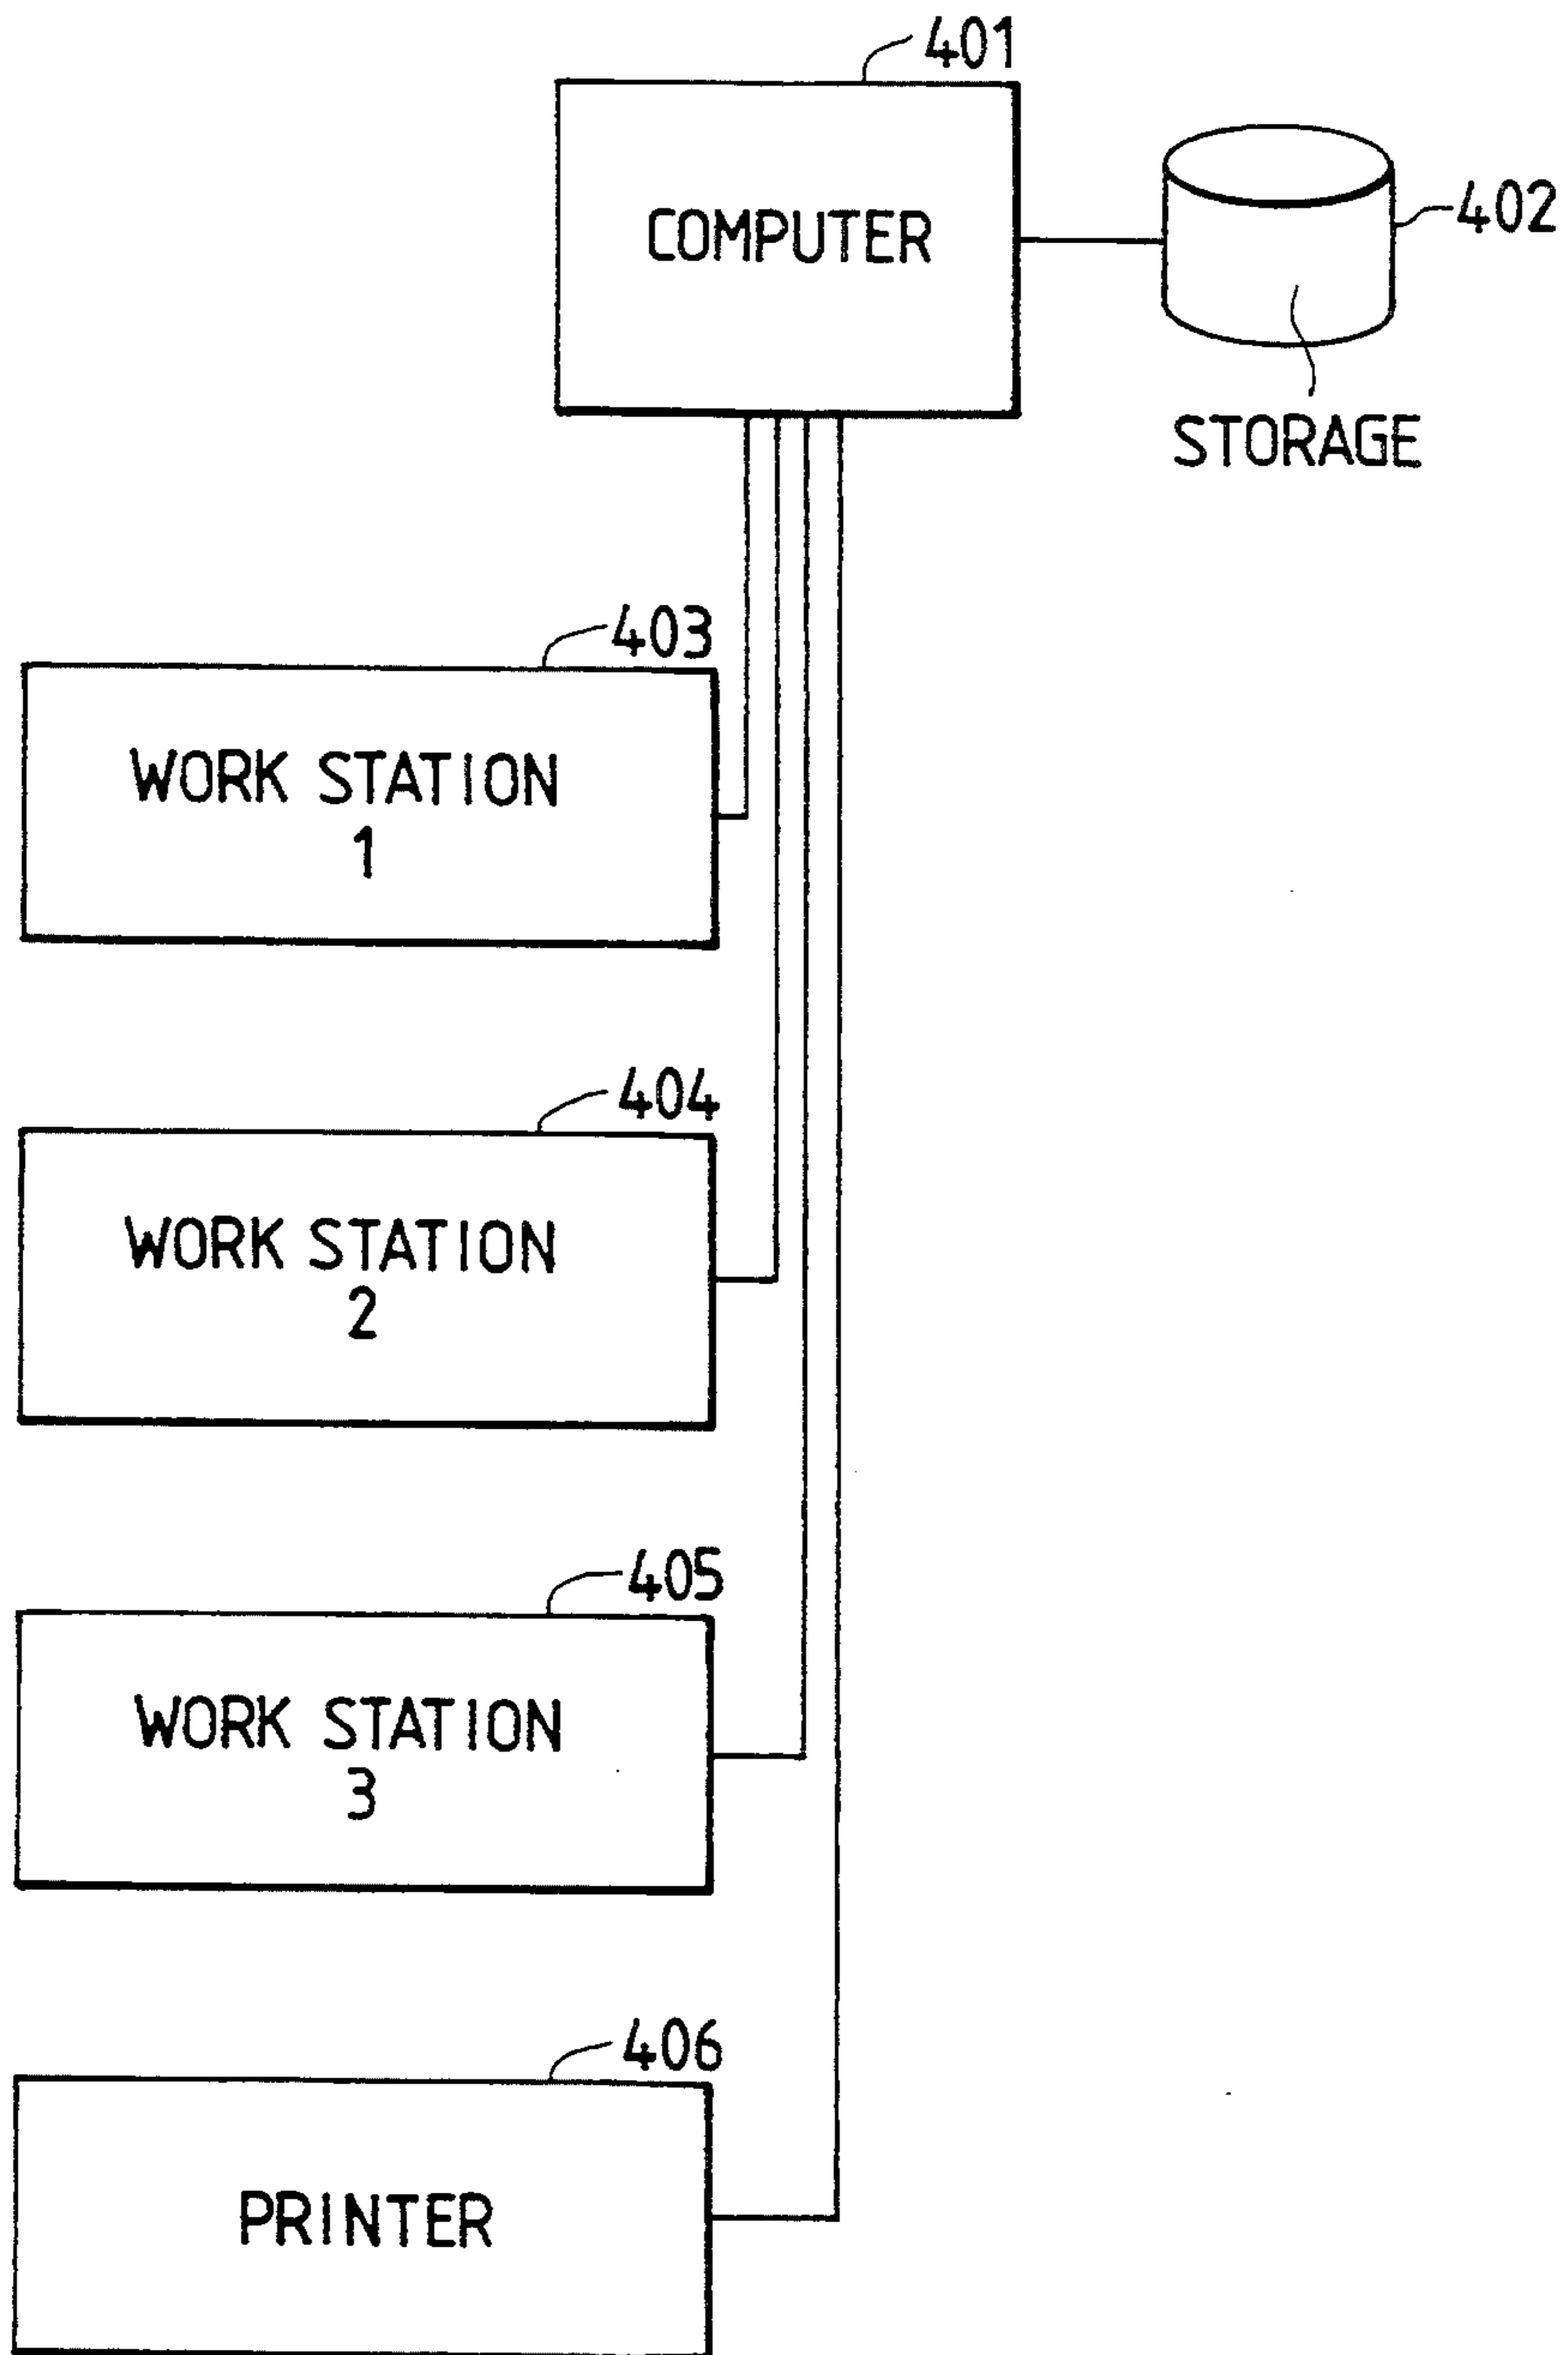 401
COMPUTER
402
STORAGE
403
WORK STATION
1
404
WORK STATION
2
405
WORK STATION
3
406
PRINTER